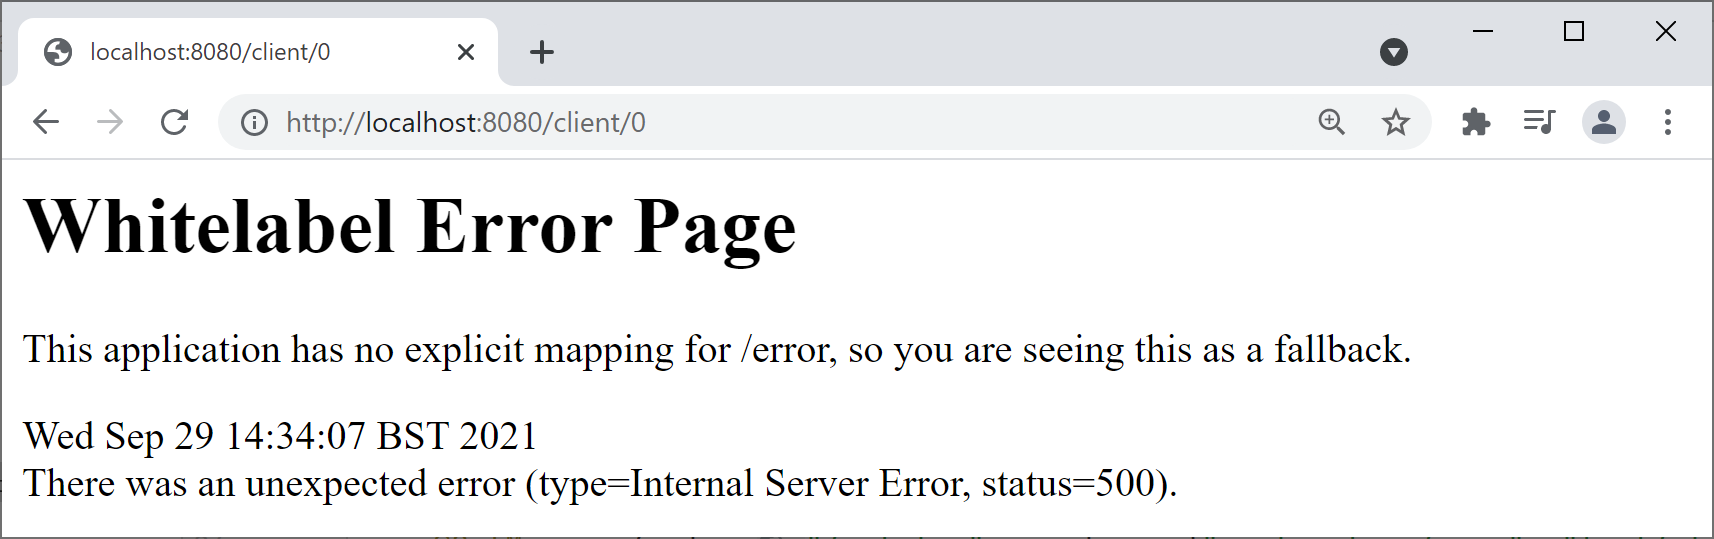 localhost:8080/client/0
http://localhost:8080/client/0
Whitelabel Error Page
This application has no explicit mapping for /error, so you are seeing this as a fallback.
Wed Sep 29 14:34:07 BST 2021
There was an unexpected error (type=Internal Server Error, status=500).